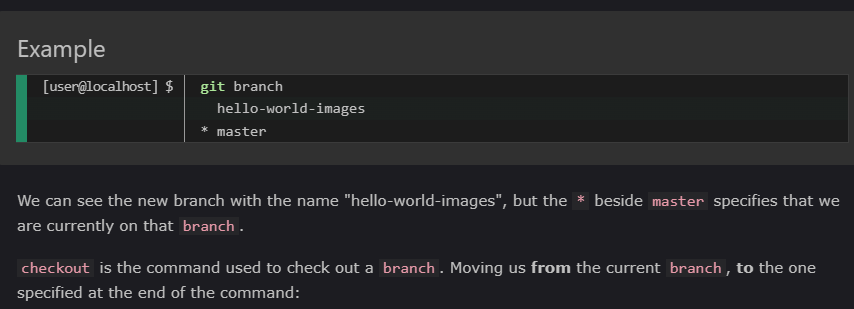 Example
[user@localhost] $ git branch
hello-world-images
* master
We can see the new branch with the name "hello-world-images", but the * beside master specifies that we
are currently on that branch.
checkout is the command used to check out a branch. Moving us from the current branch, to the one
specified at the end of the command: